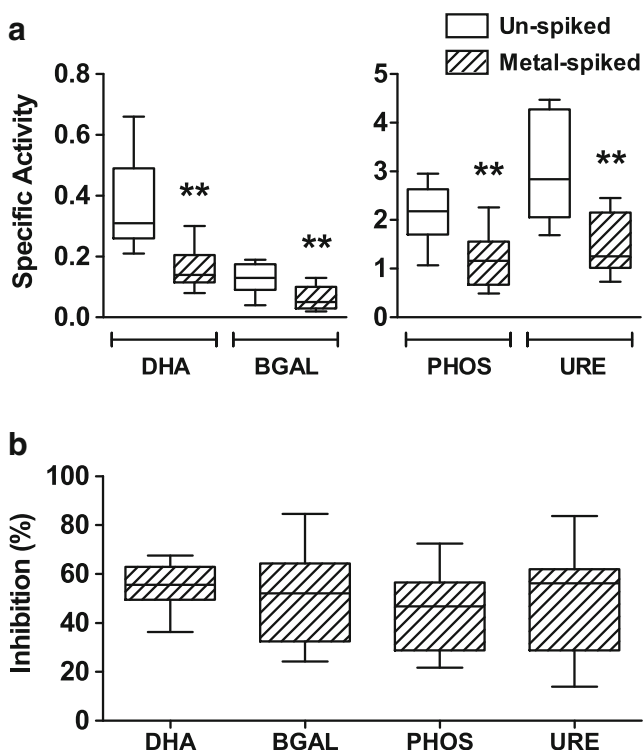 a
Un-spiked
Metal-spiked
Specific Activity
0.8
0.6
0.4
0.2
0.0
**
**
DHA BGAL
5
4
3
2
1
0
**
**
PHOS URE
b
Inhibition (%)
100
80
60
40
20
0
DHA BGAL PHOS URE